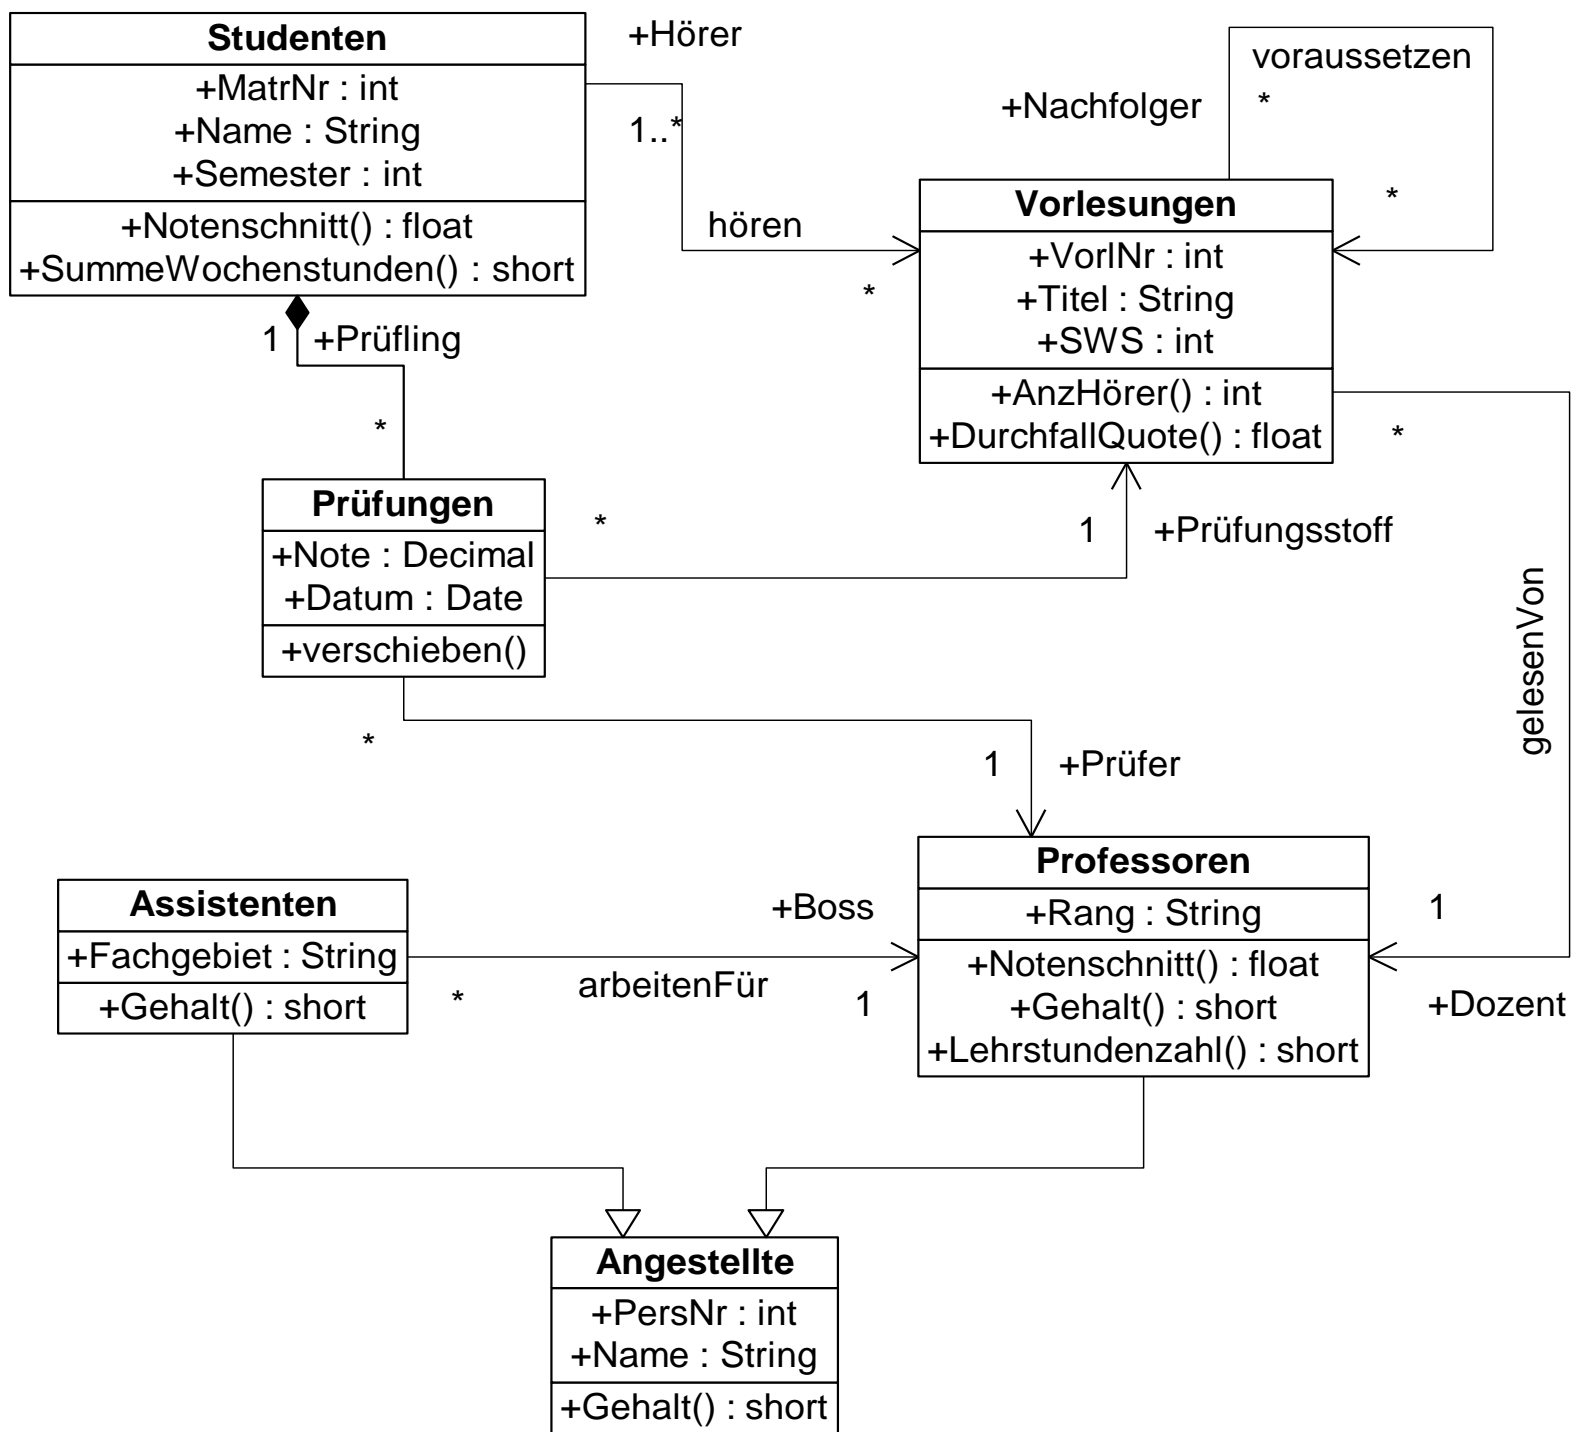 Studenten
+MatrNr : int
+Name : String
+Semester : int
+Notenschnitt() : float
+SummeWochenstunden() : short
+Hörer
1..*
hören
*
voraussetzen
+Nachfolger
*
*
Vorlesungen
+VorlNr : int
+Titel : String
+SWS : int
+AnzHörer() : int
+DurchfallQuote() : float
1
+Prüfling
*
Prüfungen
+Note : Decimal
+Datum : Date
+verschieben()
*
1
+Prüfungsstoff
*
gelesenVon
*
1
+Prüfer
Professoren
+Rang : String
+Notenschnitt() : float
+Gehalt() : short
+Lehrstundenzahl() : short
1
+Dozent
Assistenten
+Fachgebiet : String
+Gehalt() : short
+Boss
*
arbeitenFür
1
Angestellte
+PersNr : int
+Name : String
+Gehalt() : short